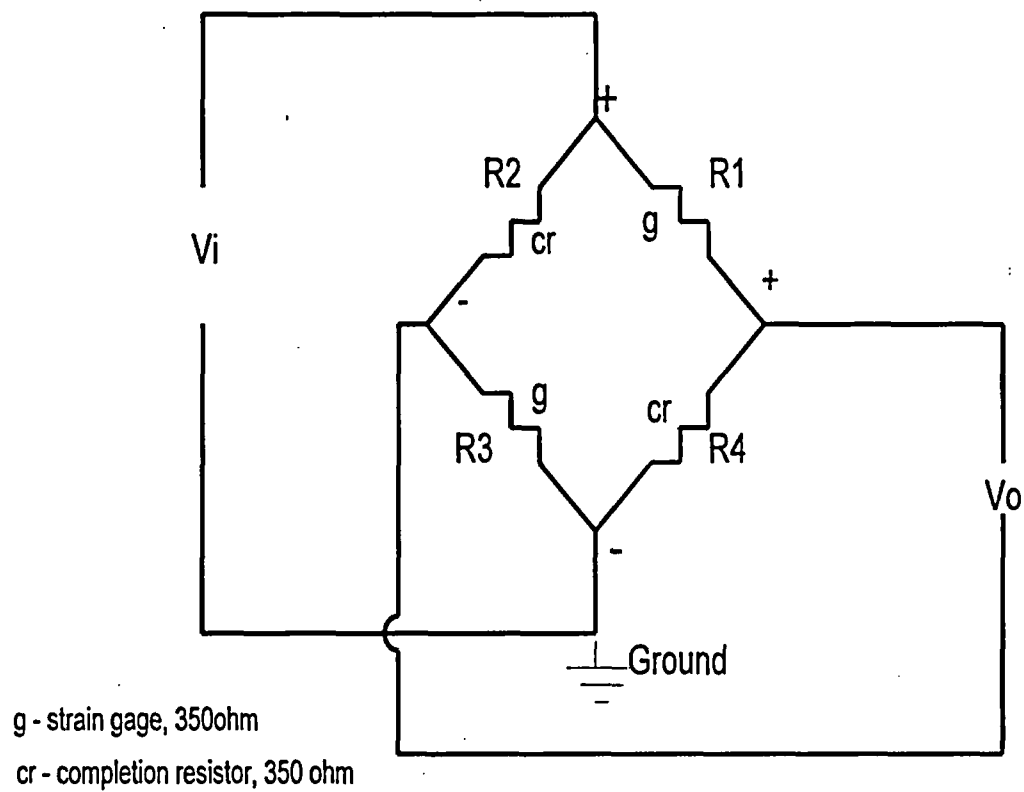 +
R2
R1
g
cr
Vi
+
-
g
cr
R3
R4
Vo
-
Ground
g - strain gage, 350ohm
cr - completion resistor, 350 ohm